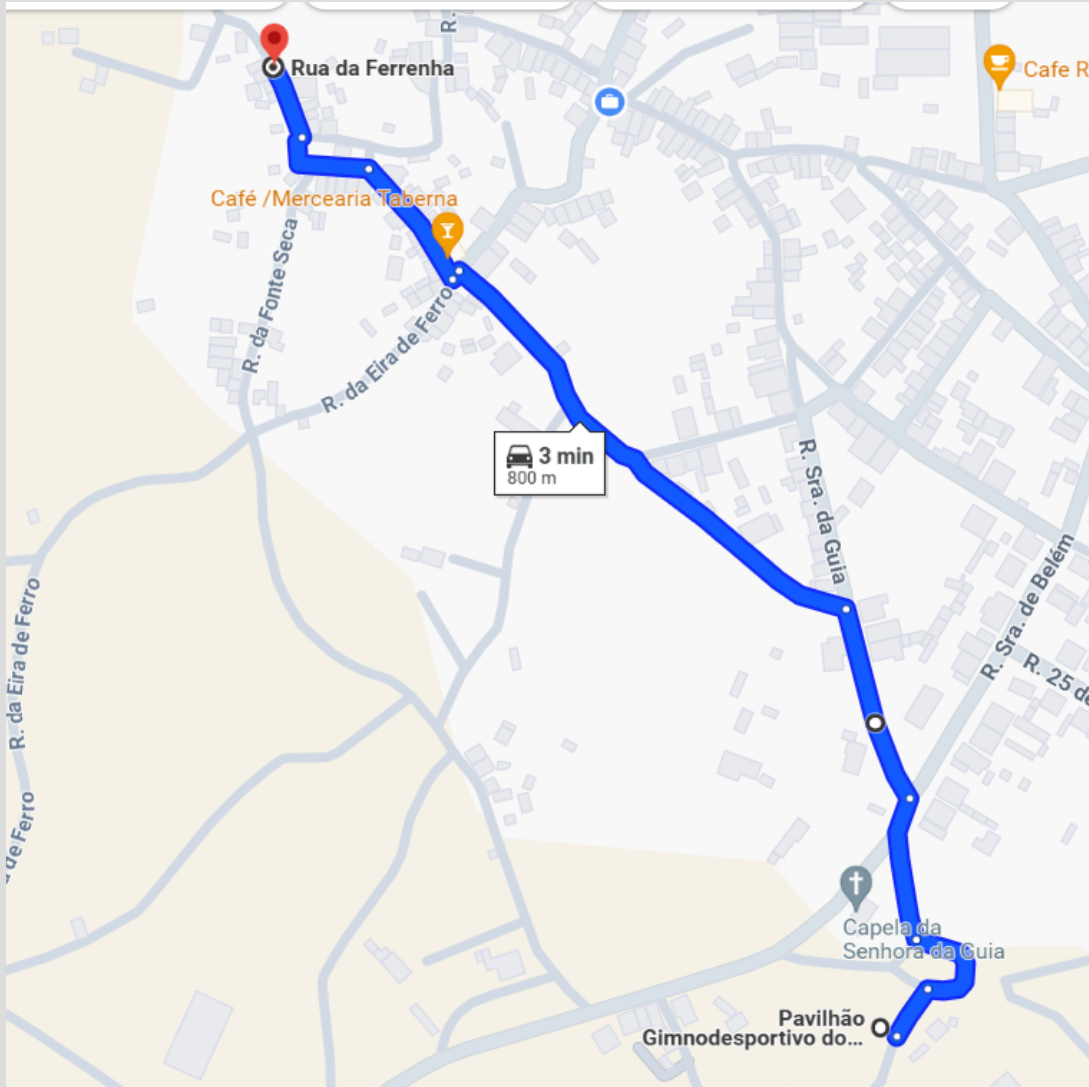 R.
Rua da Ferrenha
Cafe R
Café /Mercearia Taberna
R. da Fonte Seca
R. da Eira de Ferro
3 min
800 m
R. Sra. da Guia
R. Sra. de Belém
R. 25 de
R. da Eira de Ferro
de Ferro
Capela da
Senhora da Guia
Pavilhão
Gimnodesportivo do...